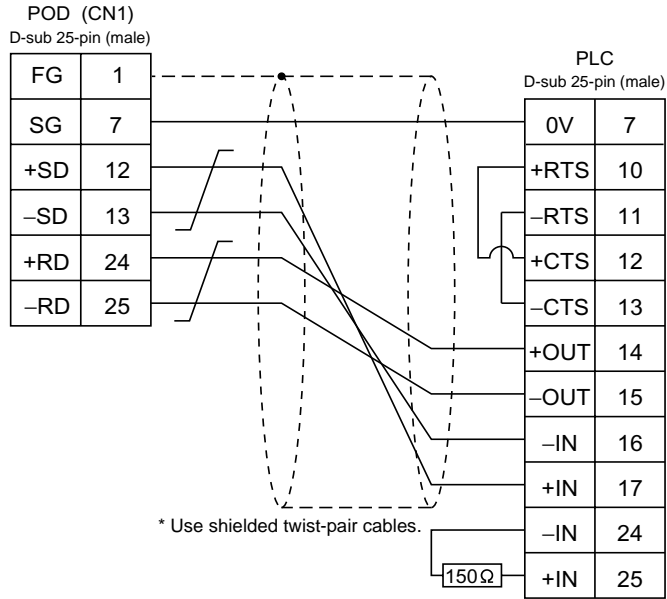 POD (CN1)
D-sub 25-pin (male)
FG 1
SG 7
+SD 12
−SD 13
+RD 24
−RD 25
PLC
D-sub 25-pin (male)
0V 7
+RTS 10
−RTS 11
+CTS 12
−CTS 13
+OUT 14
−OUT 15
−IN 16
+IN 17
−IN 24
+IN 25
150Ω
* Use shielded twist-pair cables.